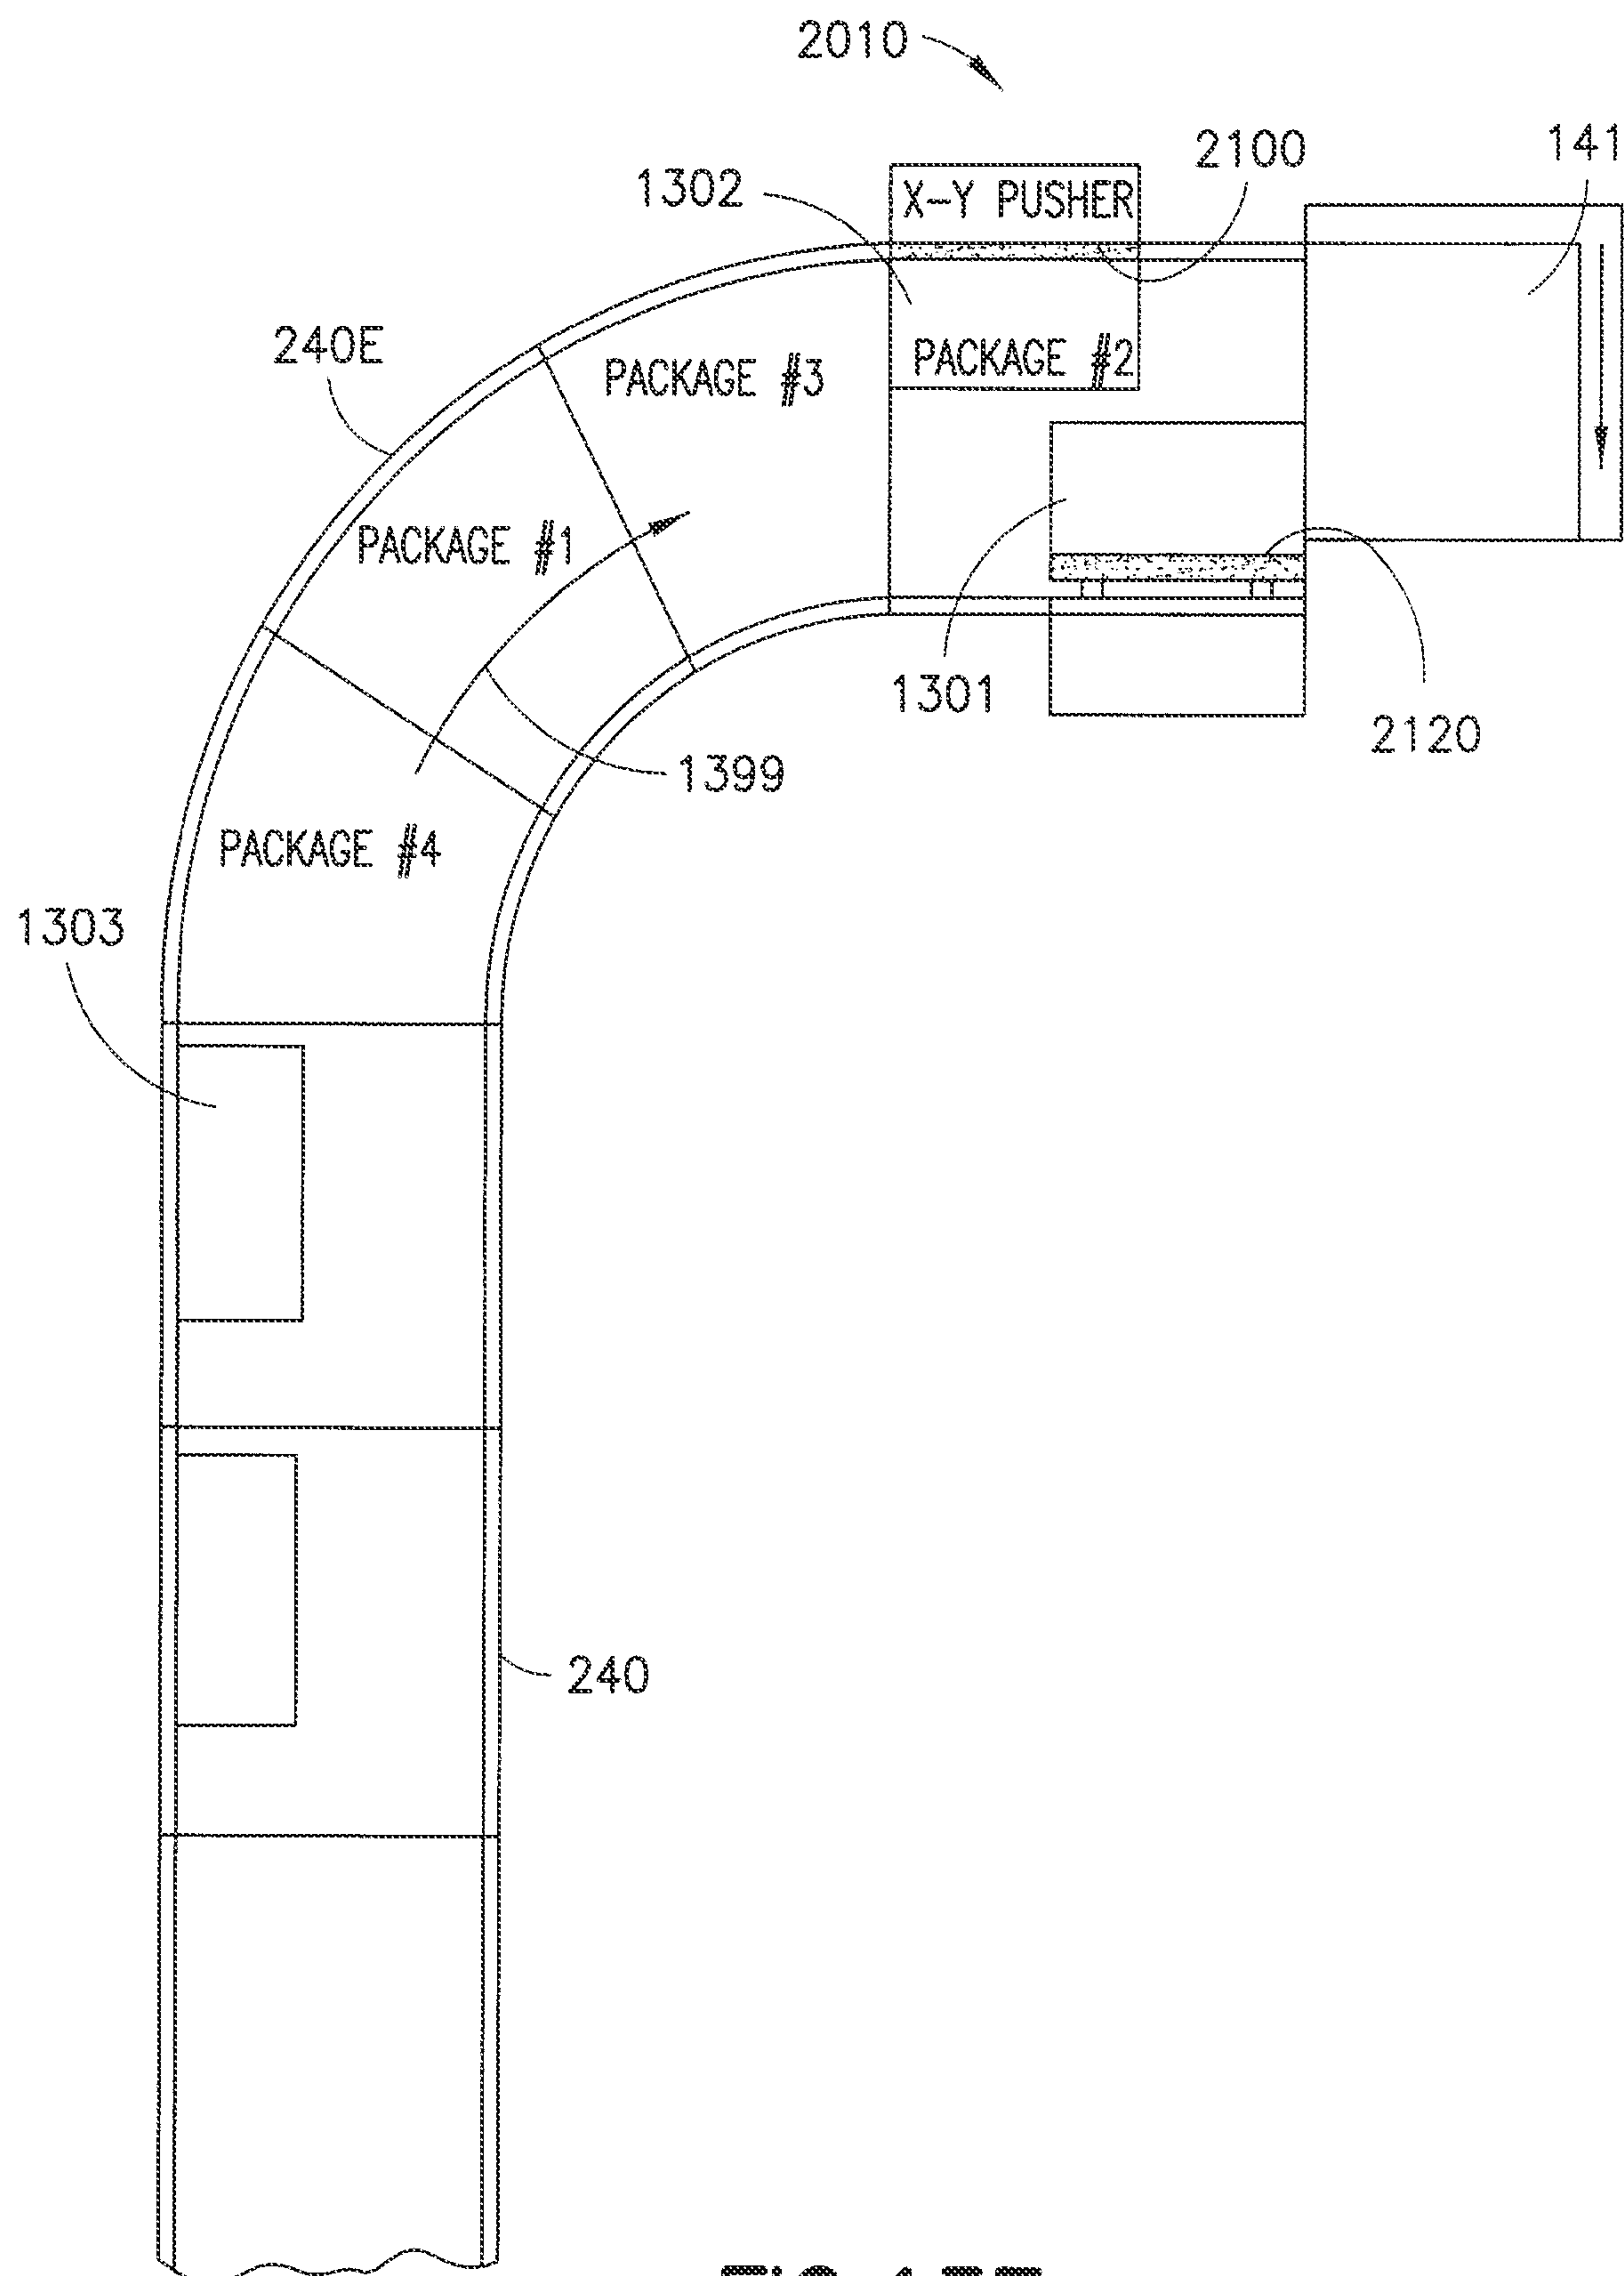 2010
2100
141
1302
X-Y PUSHER
240E
PACKAGE #3
PACKAGE #2
PACKAGE #1
1301
2120
1399
PACKAGE #4
1303
240